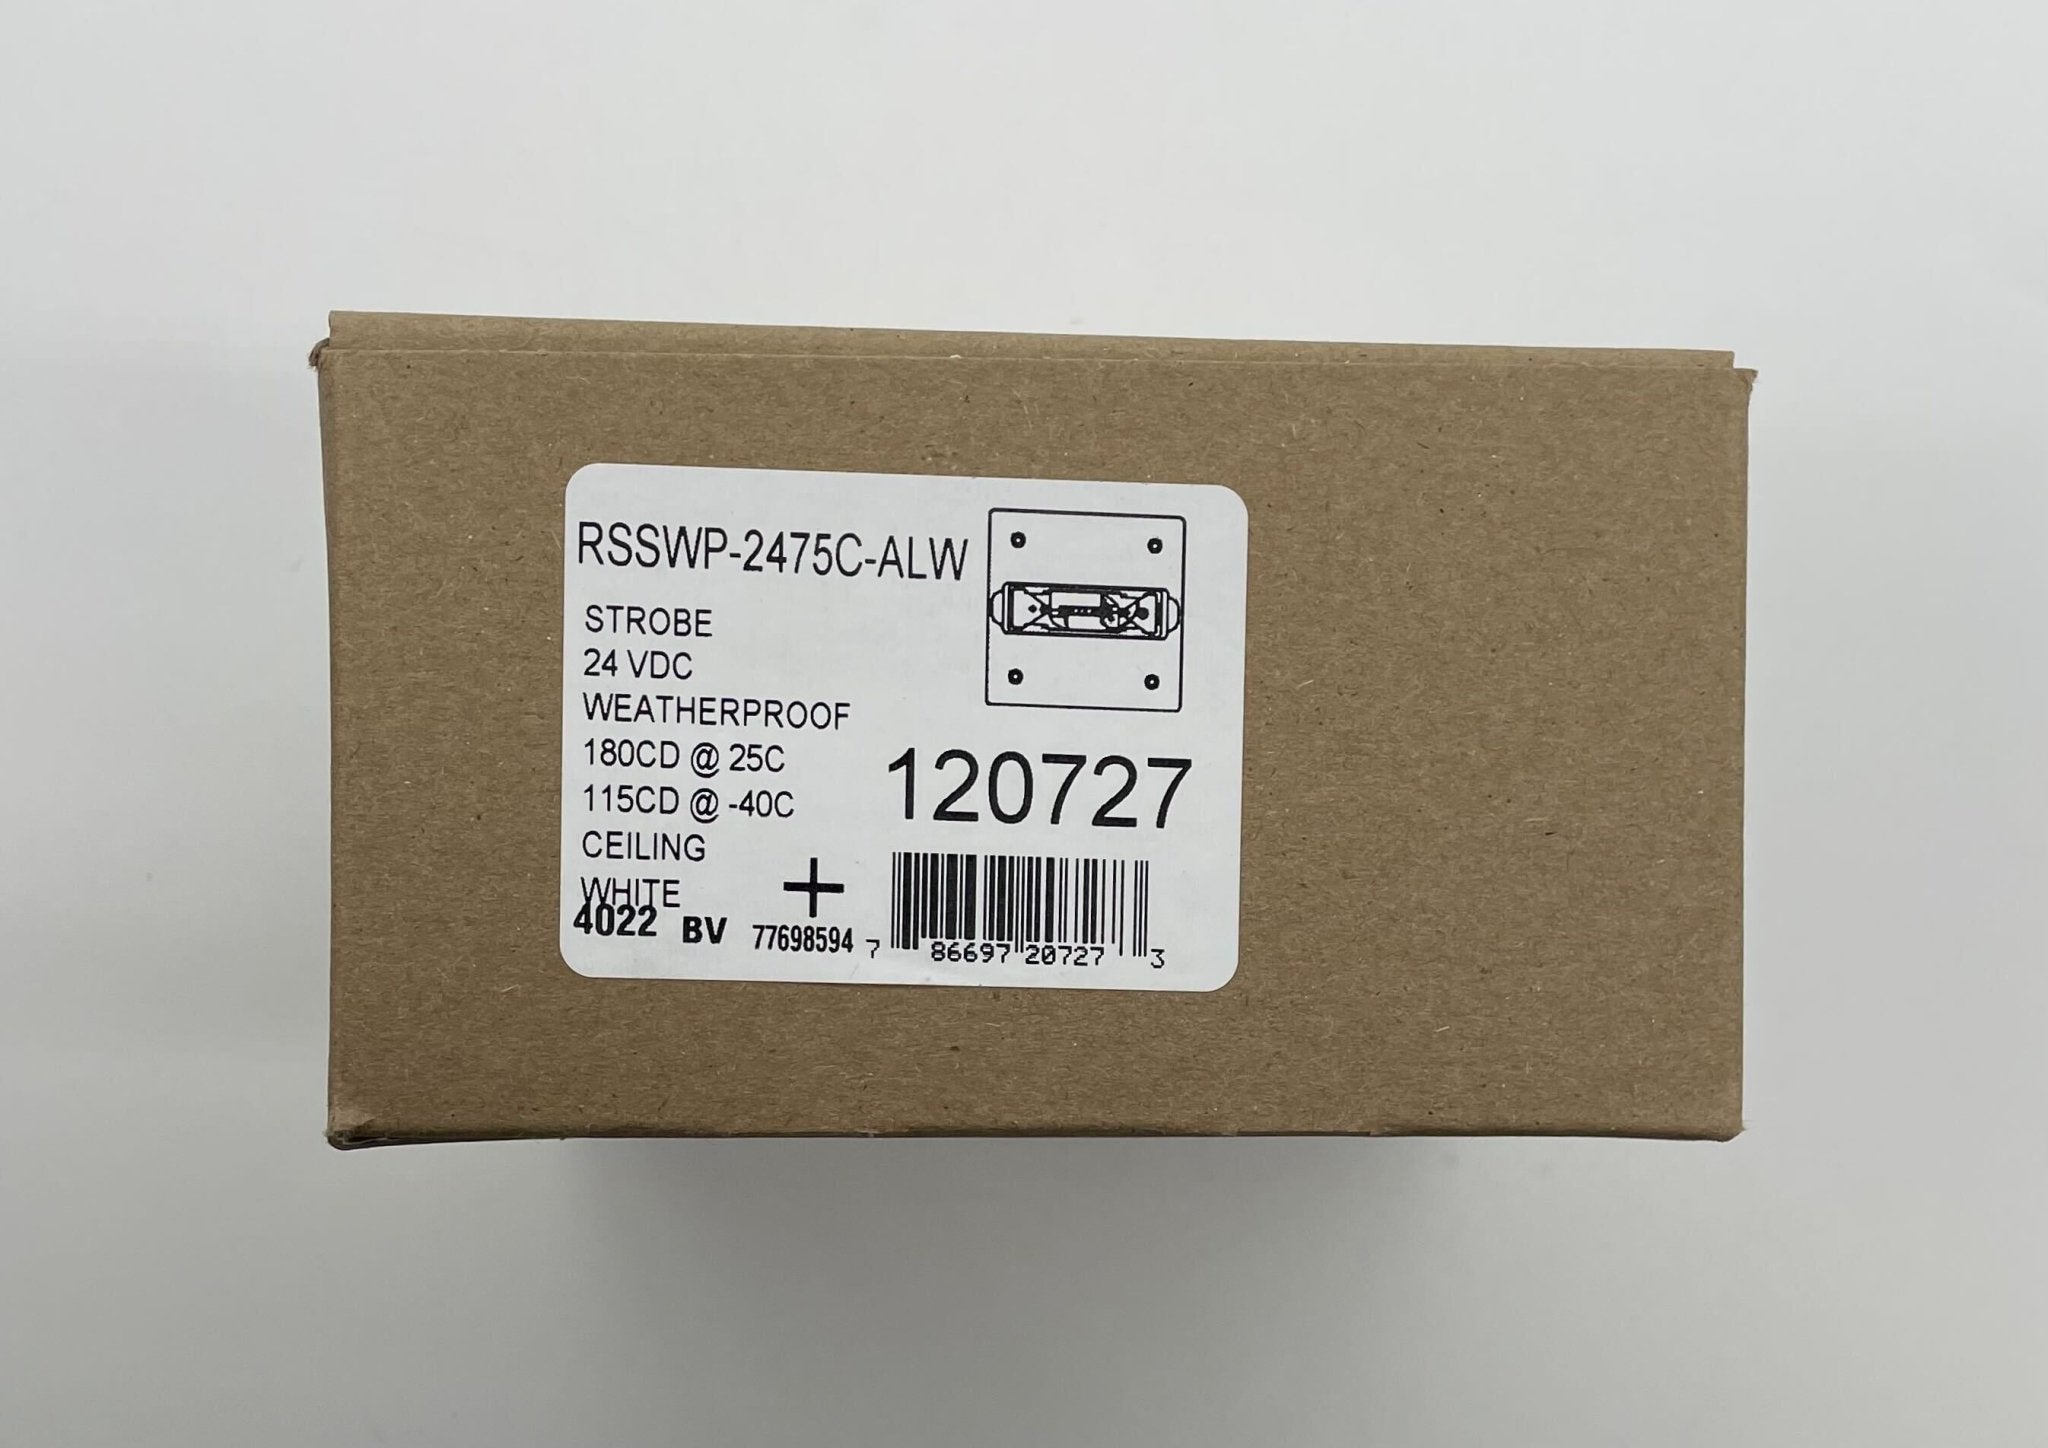 RSSWP-2475C-ALW
STROBE
24 VDC
WEATHERPROOF
180CD @ 25C
115CD @ -40C
CEILING
WHITE
120727
4022 BV 77698594
7 86697 20727 3